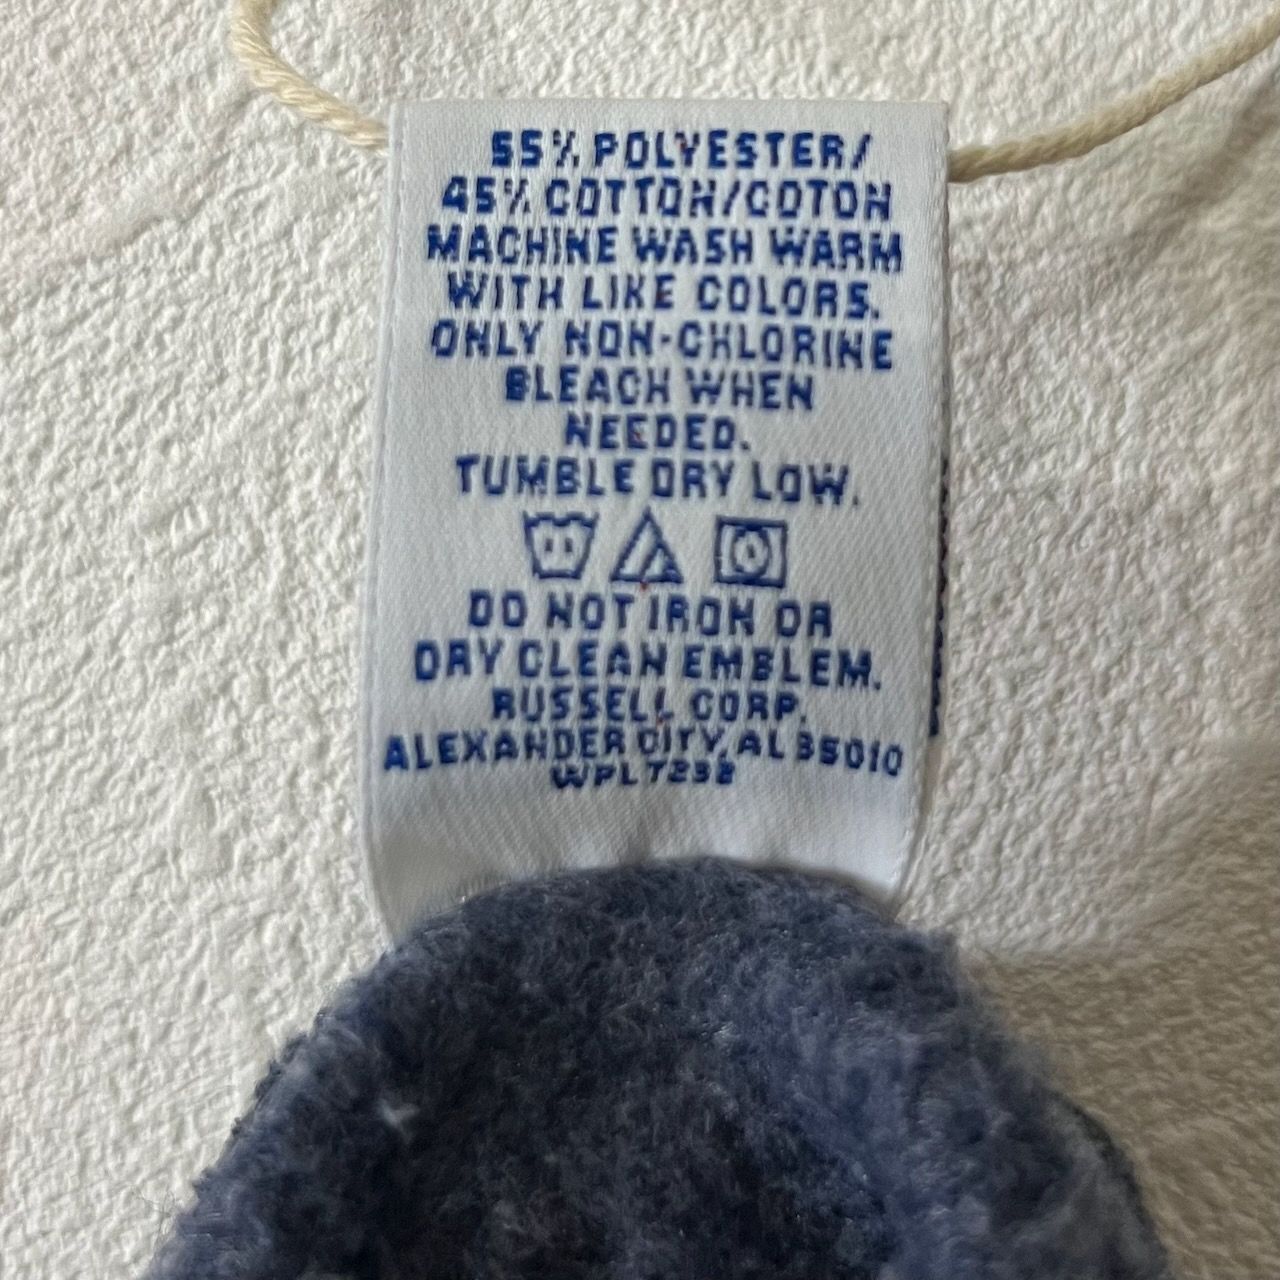 55% POLYESTER/
45% COTTON/COTON
MACHINE WASH WARM
WITH LIKE COLORS.
ONLY NON-CHLORINE
BLEACH WHEN
NEEDED.
TUMBLE DRY LOW.
DO NOT IRON OR
DRY CLEAN EMBLEM.
RUSSELL CORP.
ALEXANDER CITY, AL 35010
WPL 7238